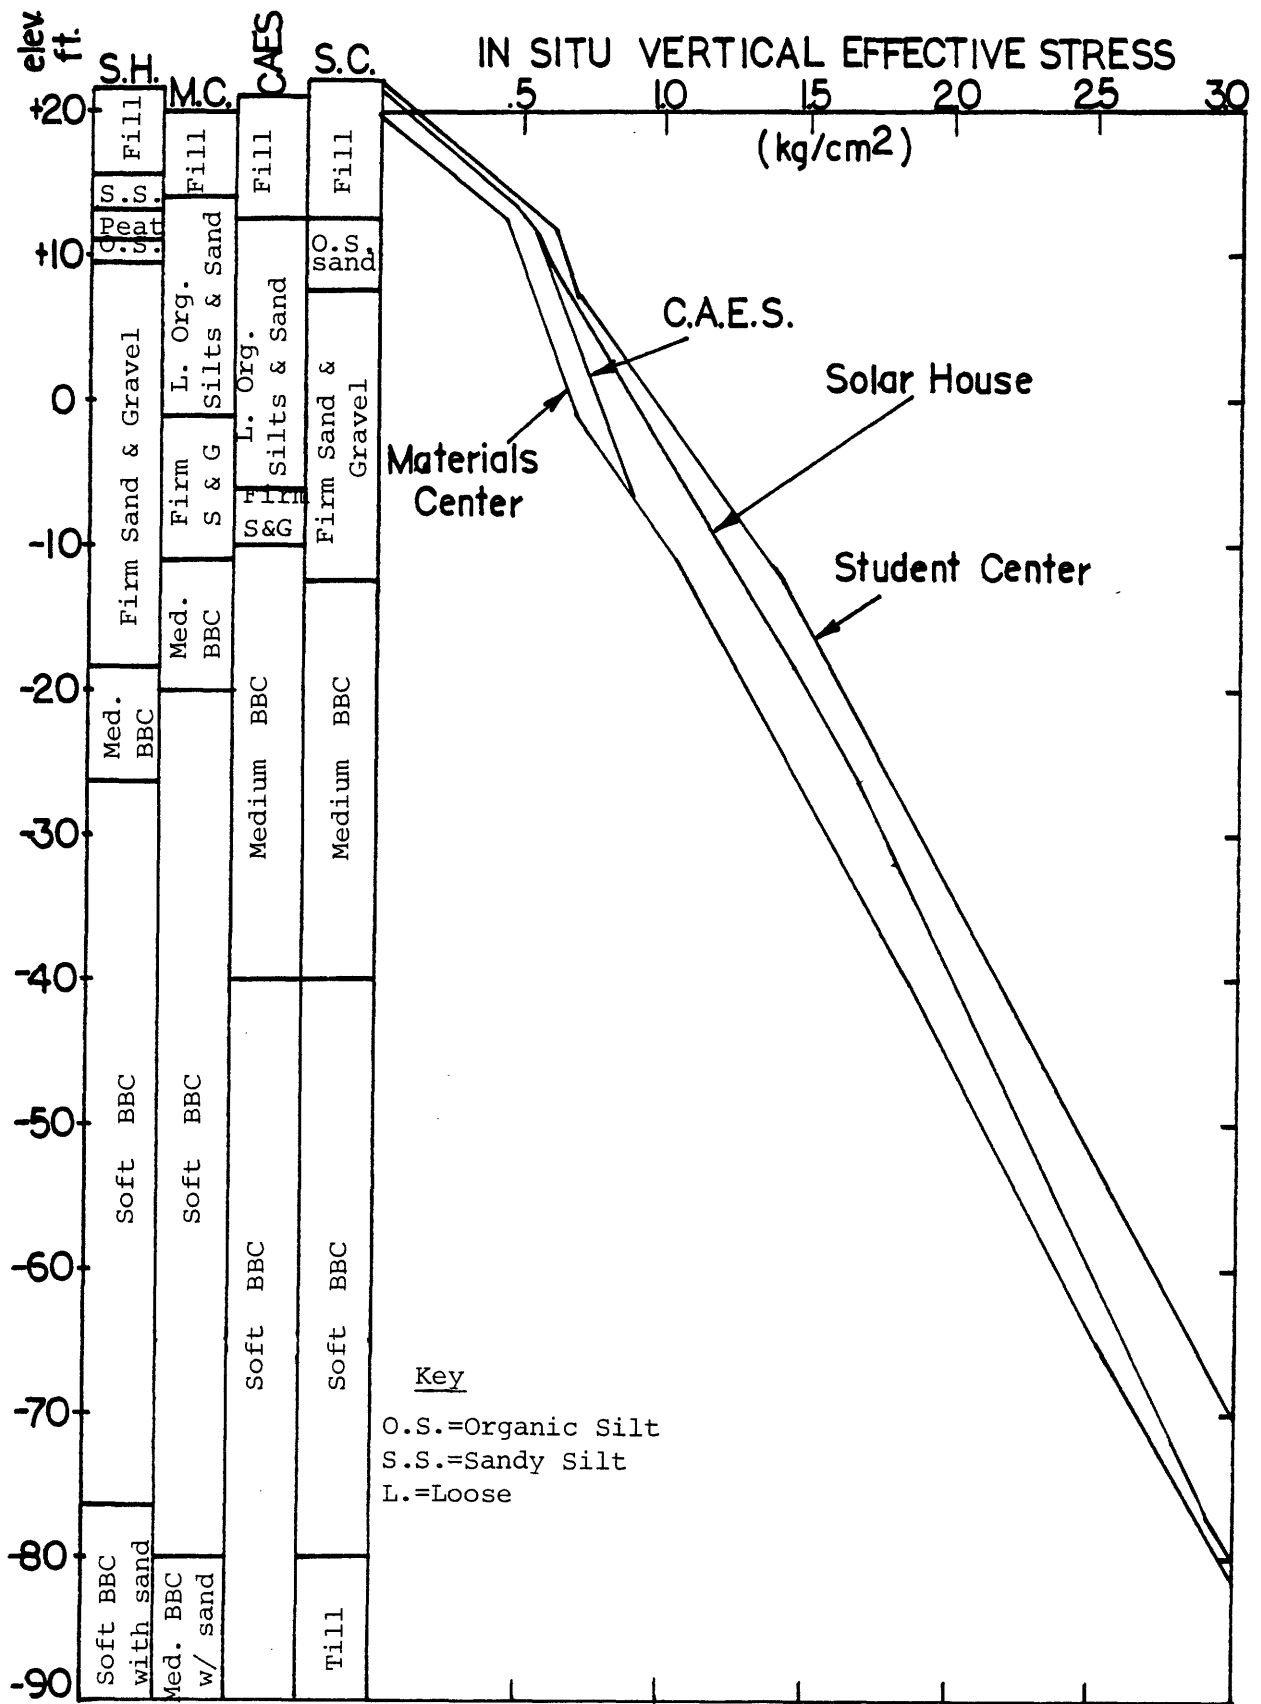 elev.
ft.
S.H.
M.C.
CAES
S.C.
IN SITU VERTICAL EFFECTIVE STRESS
.5
1.0
1.5
2.0
2.5
3.0
(kg/cm2)
+20
+10
0
-10
-20
-30
-40
-50
-60
-70
-80
-90
Fill
S.S.
Peat
O.S.
Firm Sand & Gravel
Med.
BBC
Soft BBC
Soft BBC
with sand
Fill
L. Org.
Silts & Sand
Firm
S & G
Med.
BBC
Soft BBC
Med. BBC
w/ sand
Fill
L. Org.
Silts & Sand
Firm
S&G
Medium BBC
Soft BBC
Fill
O.S.
sand
Firm Sand &
Gravel
Medium BBC
Soft BBC
Till
C.A.E.S.
Solar House
Materials
Center
Student Center
Key
O.S.=Organic Silt
S.S.=Sandy Silt
L.=Loose